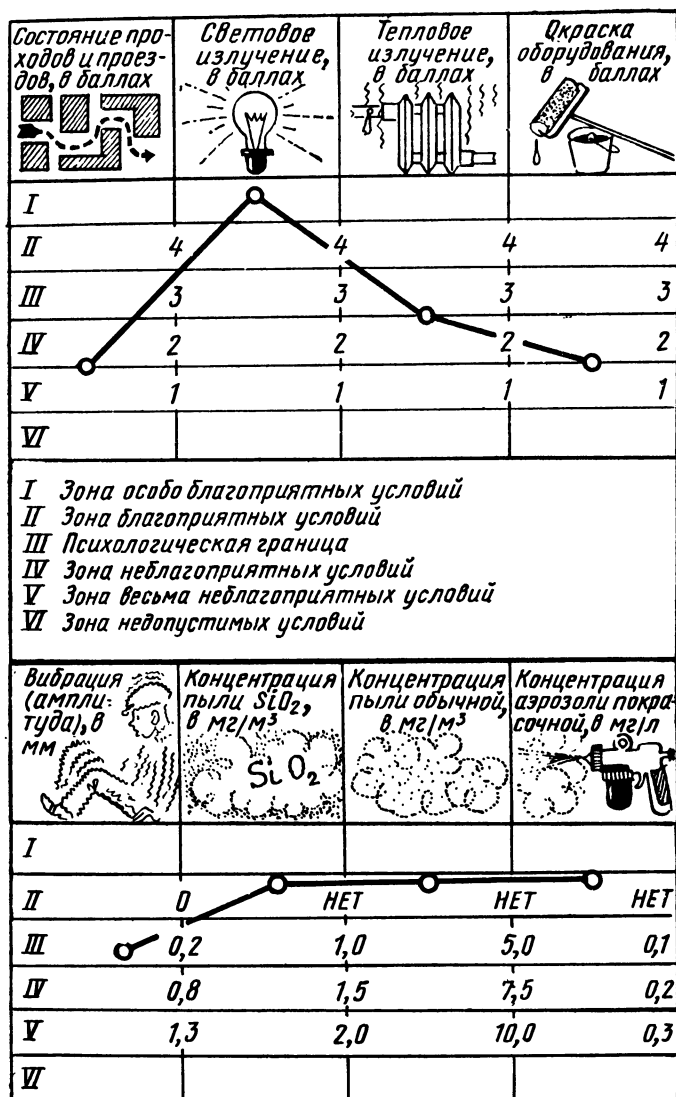 Состояние про-
ходов и проез-
дов, в баллах
Световое
излучение,
в баллах
Тепловое
излучение,
в баллах
Окраска
оборудования,
в баллах
I
II 4 4 4 4
III 3 3 3 3
IV 2 2 2 2
V 1 1 1 1
VI
I Зона особо благоприятных условий
II Зона благоприятных условий
III Психологическая граница
IV Зона неблагоприятных условий
V Зона весьма неблагоприятных условий
VI Зона недопустимых условий
Вибрация
(ампли-
туда), в
мм
Концентрация
пыли SiO2,
в мг/м³
SiO2
Концентрация
пыли обычной,
в мг/м³
Концентрация
аэрозоли покра-
сочной, в мг/л
I
II 0 НЕТ НЕТ НЕТ
III 0,2 1,0 5,0 0,1
IV 0,8 1,5 7,5 0,2
V 1,3 2,0 10,0 0,3
VI